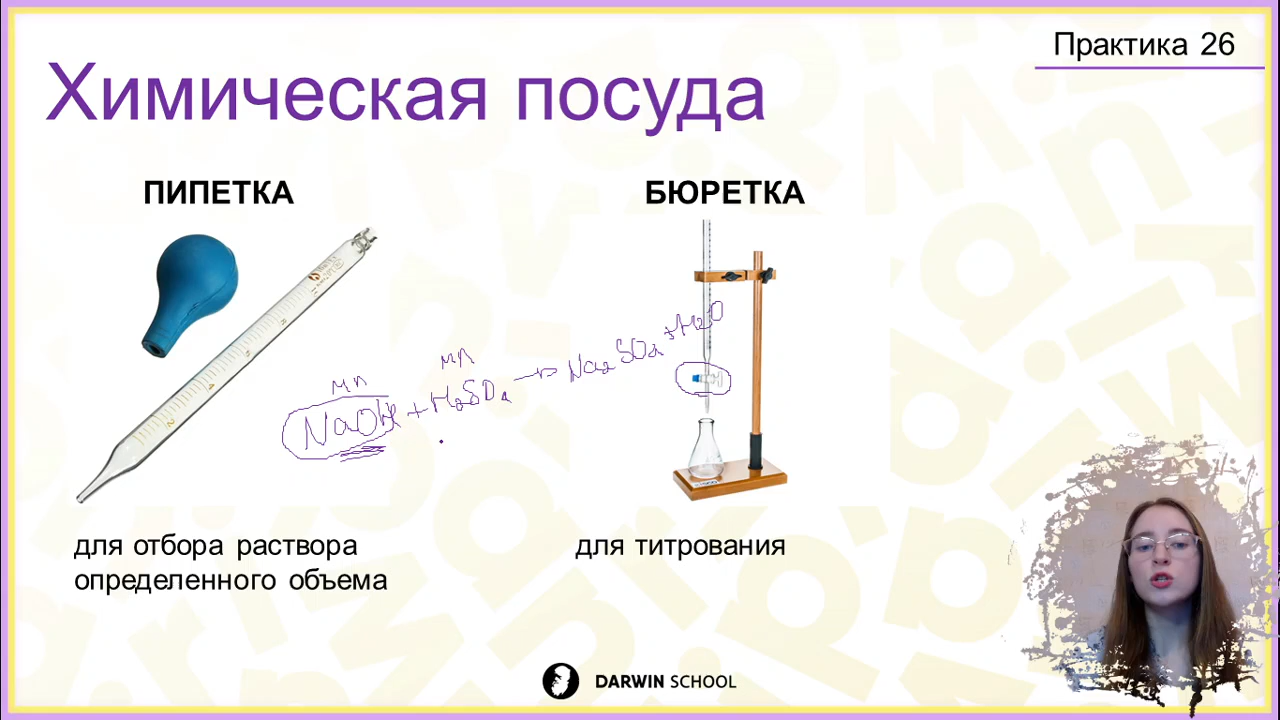 Практика 26
Химическая посуда
ПИПЕТКА
БЮРЕТКА
мл
мл
NaOH + H₂SO₄ → Na₂SO₄ + H₂O
для отбора раствора
определенного объема
для титрования
DARWIN SCHOOL